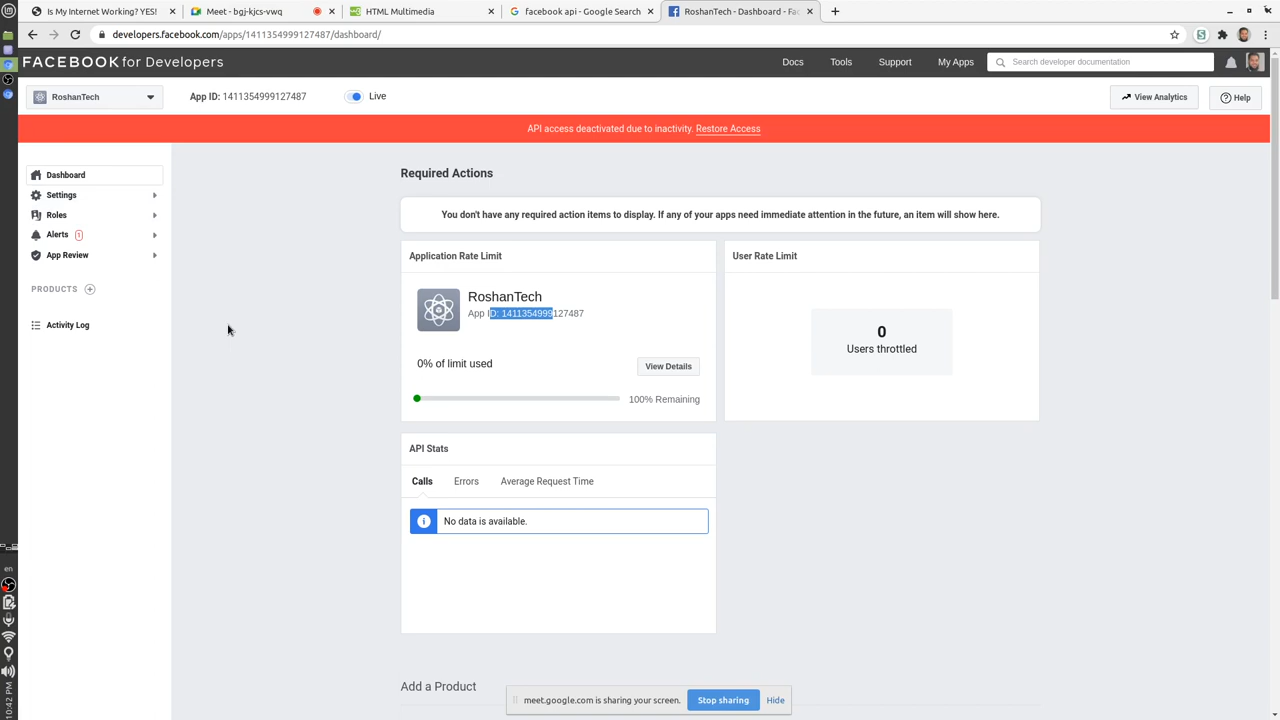 Is My Internet Working? YES!
Meet - bgj-kjcs-vwq
HTML Multimedia
facebook api - Google Search
RoshanTech - Dashboard - Fac
developers.facebook.com/apps/1411354999127487/dashboard/
FACEBOOK for Developers
Docs
Tools
Support
My Apps
Search developer documentation
RoshanTech
App ID: 1411354999127487
Live
View Analytics
Help
API access deactivated due to inactivity. Restore Access
Dashboard
Settings
Roles
Alerts 1
App Review
PRODUCTS
Activity Log
Required Actions
You don't have any required action items to display. If any of your apps need immediate attention in the future, an item will show here.
Application Rate Limit
RoshanTech
App ID: 1411354999127487
0% of limit used
View Details
100% Remaining
User Rate Limit
0
Users throttled
API Stats
Calls
Errors
Average Request Time
No data is available.
Add a Product
meet.google.com is sharing your screen.
Stop sharing
Hide
en
10:42 PM